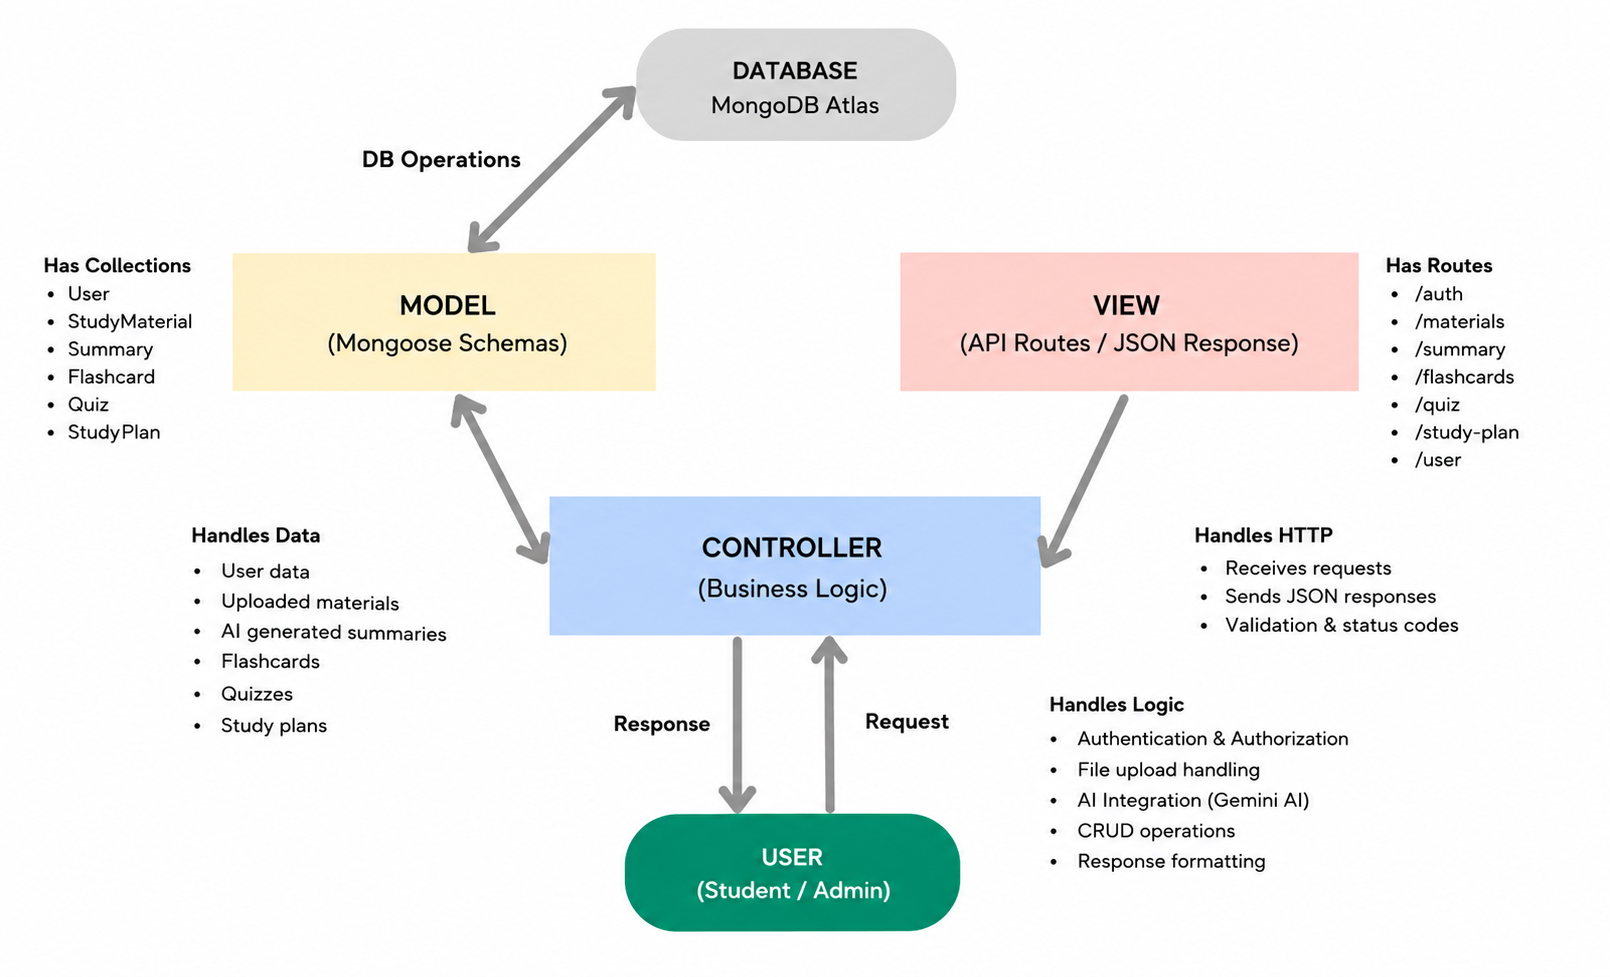 DATABASE
MongoDB Atlas
DB Operations
Has Collections
• User
• StudyMaterial
• Summary
• Flashcard
• Quiz
• StudyPlan
MODEL
(Mongoose Schemas)
VIEW
(API Routes / JSON Response)
Has Routes
• /auth
• /materials
• /summary
• /flashcards
• /quiz
• /study-plan
• /user
Handles Data
• User data
• Uploaded materials
• AI generated summaries
• Flashcards
• Quizzes
• Study plans
CONTROLLER
(Business Logic)
Handles HTTP
• Receives requests
• Sends JSON responses
• Validation & status codes
Response
Request
Handles Logic
• Authentication & Authorization
• File upload handling
• AI Integration (Gemini AI)
• CRUD operations
• Response formatting
USER
(Student / Admin)